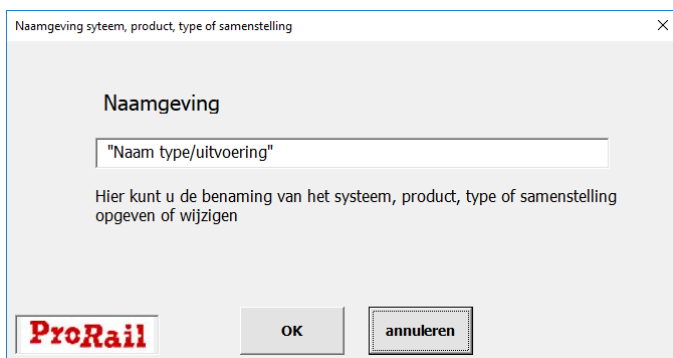 Naamgeving syteem, product, type of samenstelling
Naamgeving
"Naam type/uitvoering"
Hier kunt u de benaming van het systeem, product, type of samenstelling
opgeven of wijzigen
ProRail
OK
annuleren